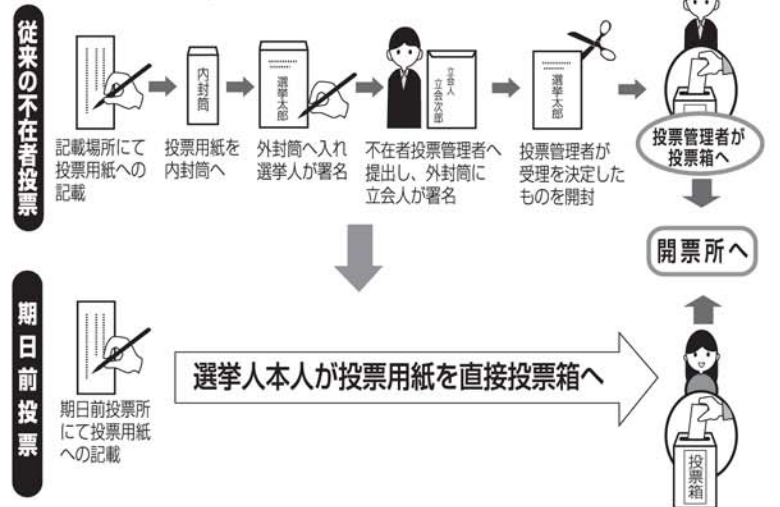 従来の不在者投票
内封筒
選挙太郎
立会人
立会次郎
選挙太郎
記載場所にて
投票用紙への
記載
投票用紙を
内封筒へ
外封筒へ入れ
選挙人が署名
不在者投票管理者へ
提出し、外封筒に
立会人が署名
投票管理者が
受理を決定した
ものを開封
投票管理者が
投票箱へ
開票所へ
期日前投票
期日前投票所
にて投票用紙
への記載
選挙人本人が投票用紙を直接投票箱へ
投票箱